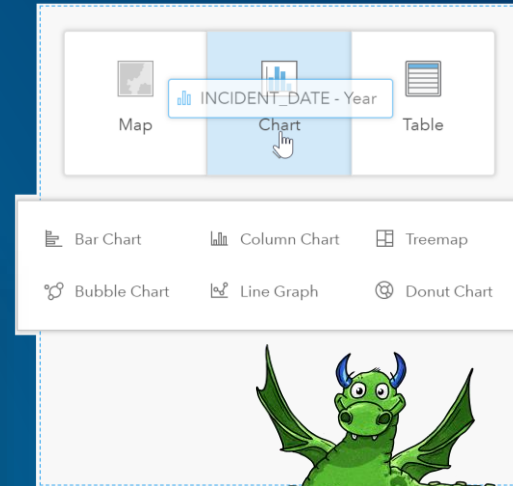 INCIDENT_DATE - Year
Map
Chart
Table
Bar Chart
Column Chart
Treemap
Bubble Chart
Line Graph
Donut Chart